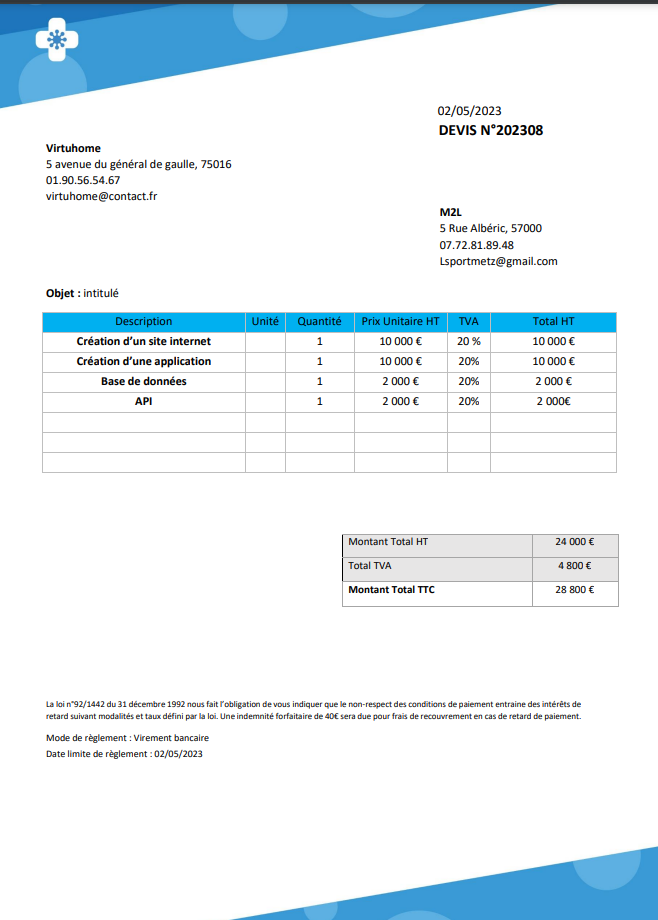 02/05/2023
DEVIS N°202308
Virtuhome
5 avenue du général de gaulle, 75016
01.90.56.54.67
virtuhome@contact.fr
M2L
5 Rue Albéric, 57000
07.72.81.89.48
Lsportmetz@gmail.com
Objet : intitulé
Description Unité Quantité Prix Unitaire HT TVA Total HT
Création d’un site internet 1 10 000 € 20 % 10 000 €
Création d’une application 1 10 000 € 20% 10 000 €
Base de données 1 2 000 € 20% 2 000 €
API 1 2 000 € 20% 2 000€
Montant Total HT 24 000 €
Total TVA 4 800 €
Montant Total TTC 28 800 €
La loi n°92/1442 du 31 décembre 1992 nous fait l’obligation de vous indiquer que le non-respect des conditions de paiement entraine des intérêts de
retard suivant modalités et taux défini par la loi. Une indemnité forfaitaire de 40€ sera due pour frais de recouvrement en cas de retard de paiement.
Mode de règlement : Virement bancaire
Date limite de règlement : 02/05/2023